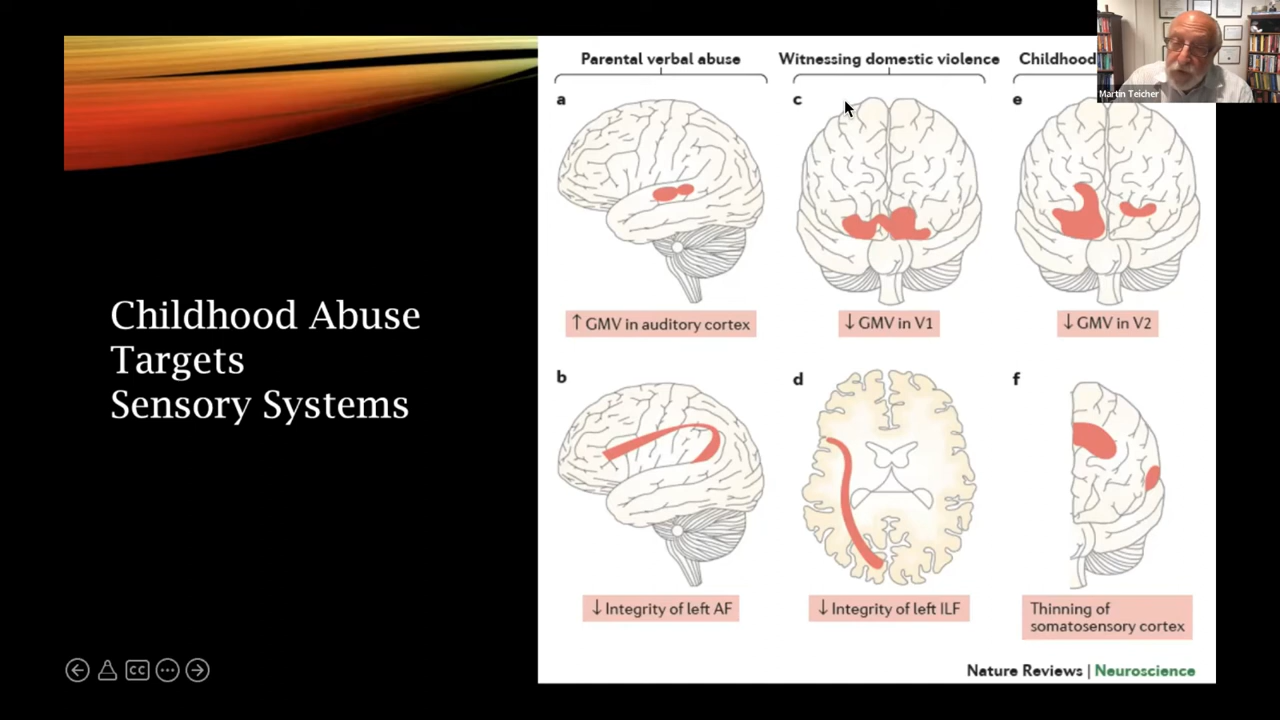 Childhood Abuse
Targets
Sensory Systems
Parental verbal abuse
Witnessing domestic violence
Childhood
Martin Teicher
a
c
e
↑ GMV in auditory cortex
↓ GMV in V1
↓ GMV in V2
b
d
f
↓ Integrity of left AF
↓ Integrity of left ILF
Thinning of
somatosensory cortex
CC
Nature Reviews | Neuroscience